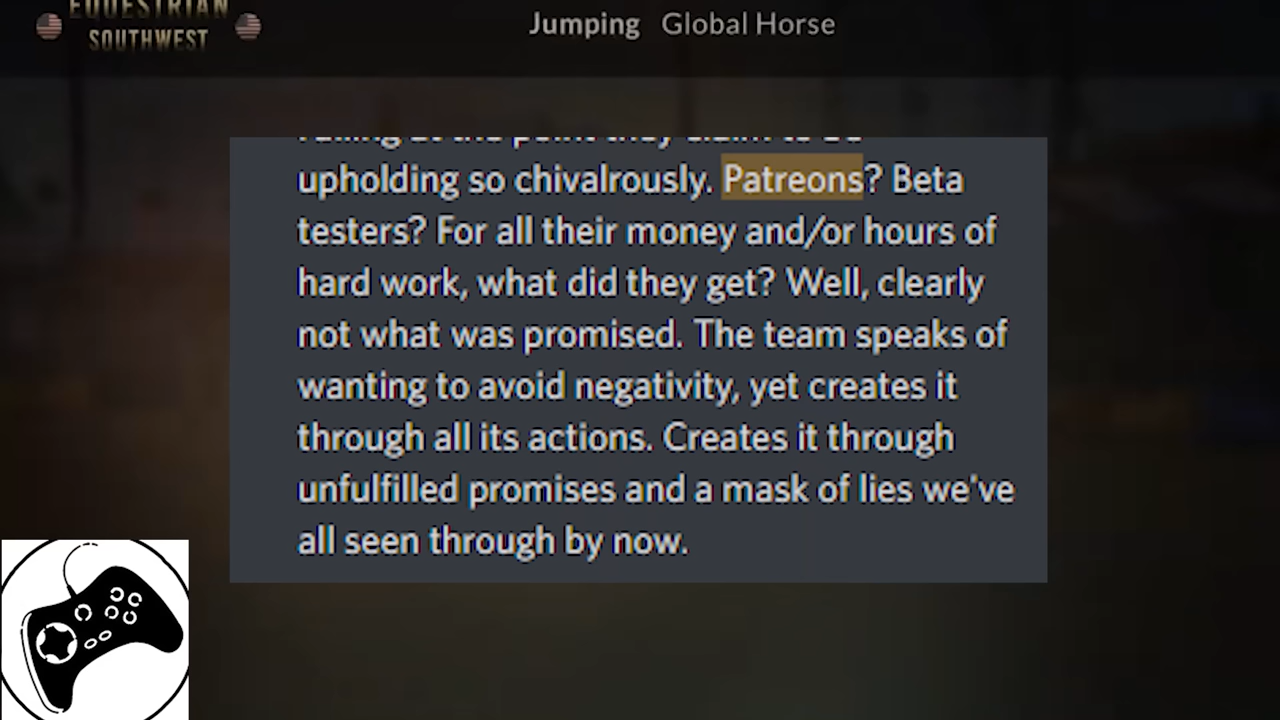 EQUESTRIAN
SOUTHWEST
Jumping Global Horse
upholding so chivalrously. Patreons? Beta
testers? For all their money and/or hours of
hard work, what did they get? Well, clearly
not what was promised. The team speaks of
wanting to avoid negativity, yet creates it
through all its actions. Creates it through
unfulfilled promises and a mask of lies we've
all seen through by now.